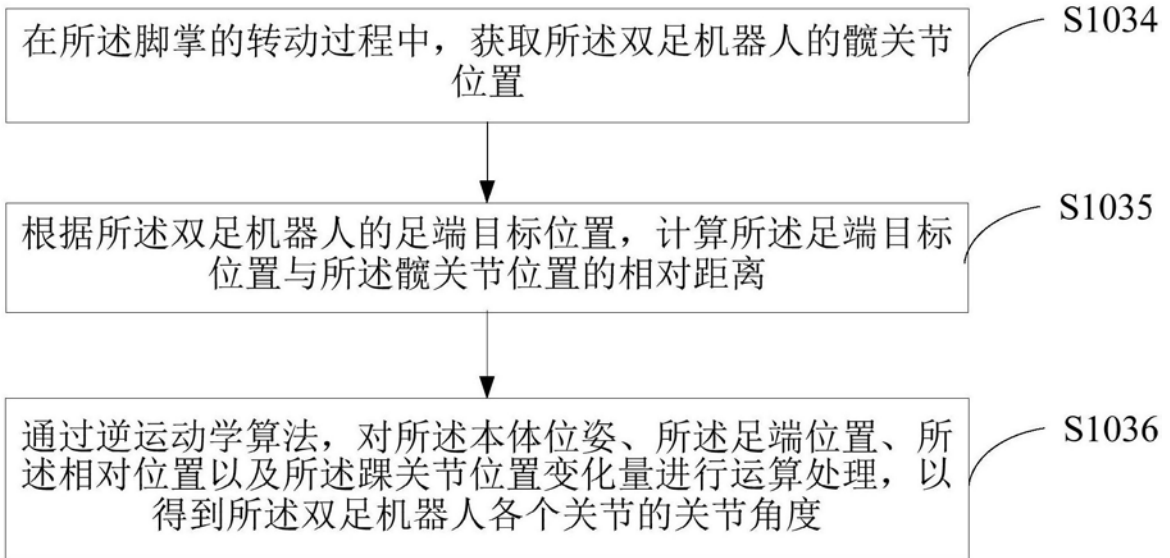 在所述脚掌的转动过程中，获取所述双足机器人的髋关节
位置
S1034
根据所述双足机器人的足端目标位置，计算所述足端目标
位置与所述髋关节位置的相对距离
S1035
通过逆运动学算法，对所述本体位姿、所述足端位置、所
述相对位置以及所述踝关节位置变化量进行运算处理，以
得到所述双足机器人各个关节的关节角度
S1036